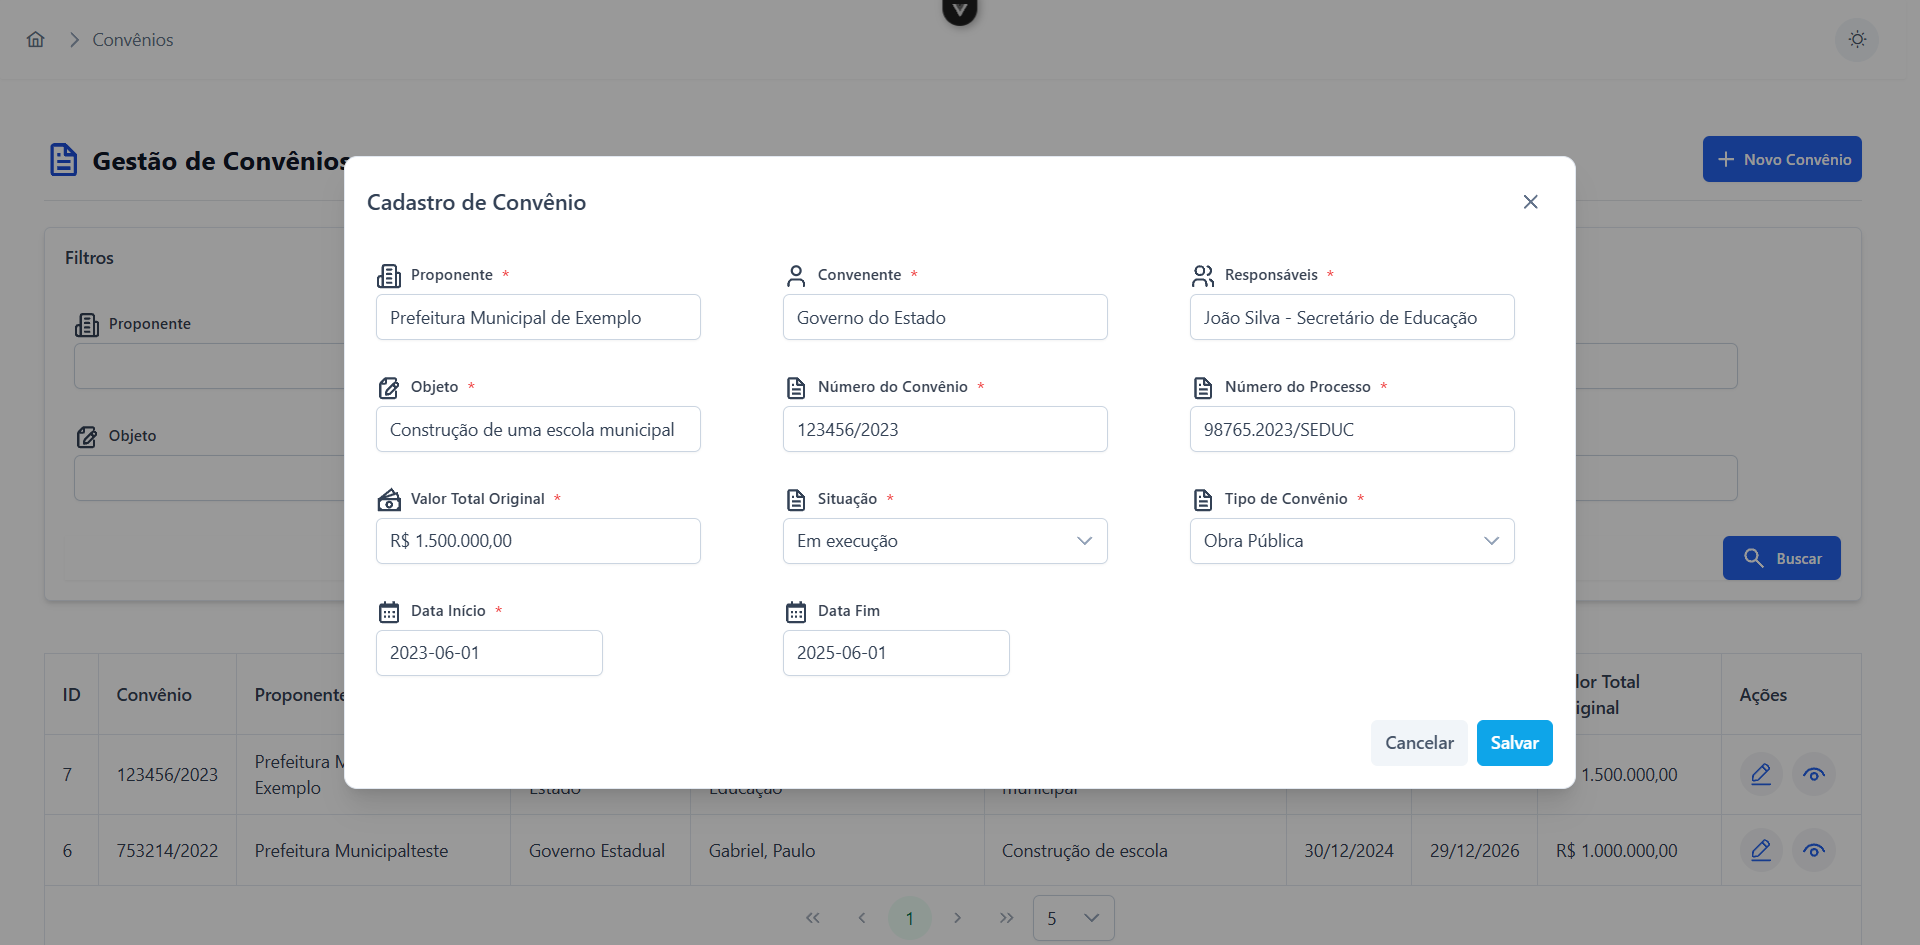 Convênios
Gestão de Convênios
Novo Convênio
Cadastro de Convênio
Filtros
Proponente *
Convenente *
Responsáveis *
Prefeitura Municipal de Exemplo
Governo do Estado
João Silva - Secretário de Educação
Proponente
Objeto *
Número do Convênio *
Número do Processo *
Construção de uma escola municipal
123456/2023
98765.2023/SEDUC
Objeto
Valor Total Original *
Situação *
Tipo de Convênio *
R$ 1.500.000,00
Em execução
Obra Pública
Buscar
Data Início *
Data Fim
2023-06-01
2025-06-01
Cancelar
Salvar
ID Convênio Proponente lor Total Ações
iginal
7 123456/2023 Prefeitura M 1.500.000,00
Exemplo Estado Educação municipal
6 753214/2022 Prefeitura Municipalteste Governo Estadual Gabriel, Paulo Construção de escola 30/12/2024 29/12/2026 R$ 1.000.000,00
« ‹ 1 › » 5